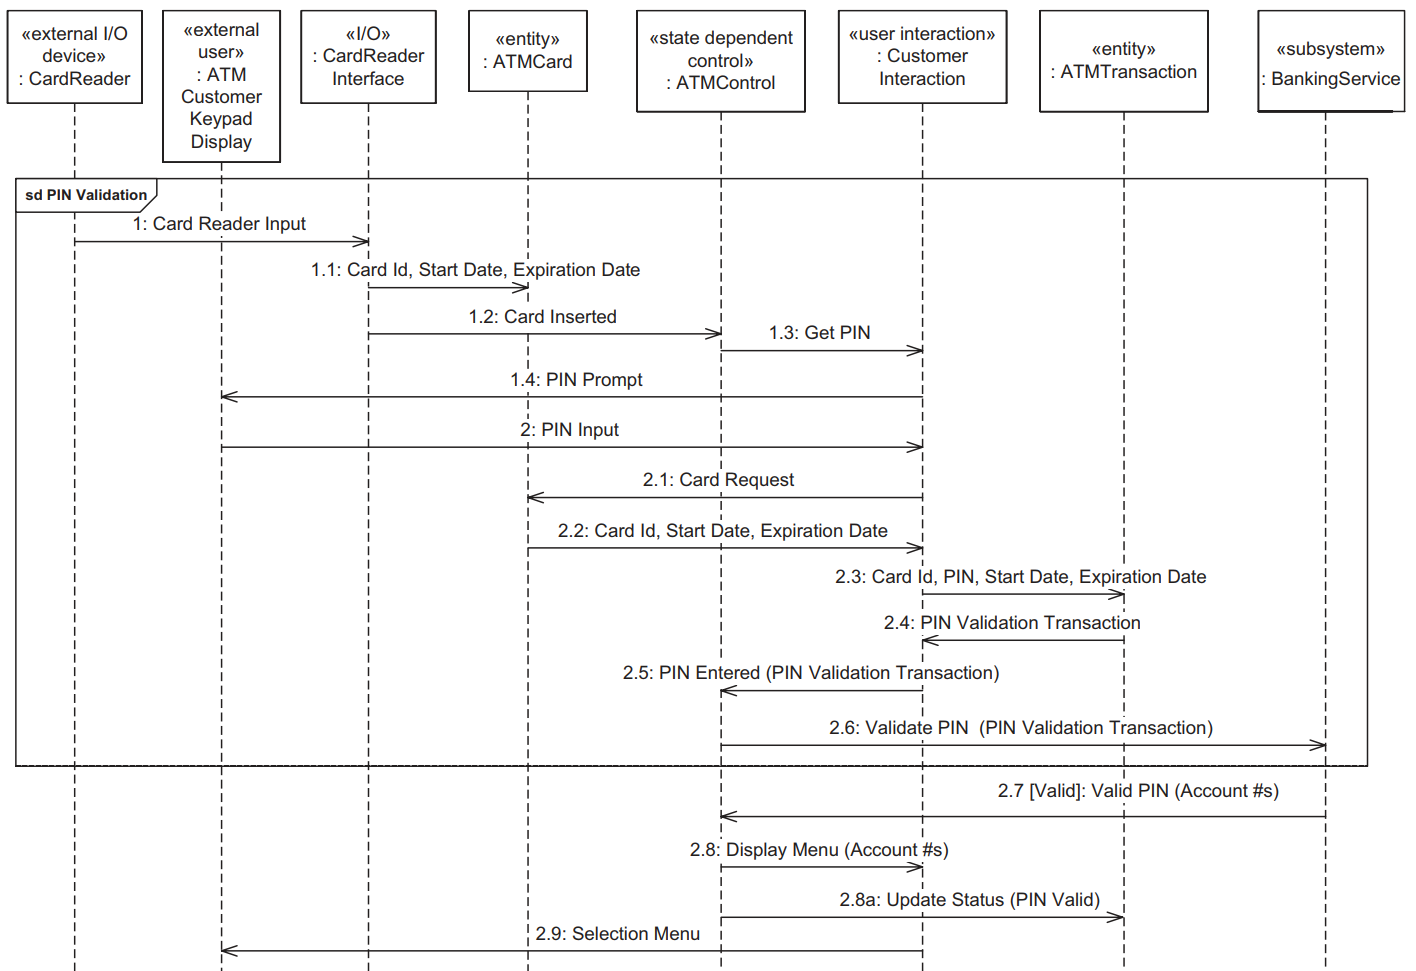 «external I/O
device»
: CardReader
«external
user»
: ATM
Customer
Keypad
Display
«I/O»
: CardReader
Interface
«entity»
: ATMCard
«state dependent
control»
: ATMControl
«user interaction»
: Customer
Interaction
«entity»
: ATMTransaction
«subsystem»
: BankingService
sd PIN Validation
1: Card Reader Input
1.1: Card Id, Start Date, Expiration Date
1.2: Card Inserted
1.3: Get PIN
1.4: PIN Prompt
2: PIN Input
2.1: Card Request
2.2: Card Id, Start Date, Expiration Date
2.3: Card Id, PIN, Start Date, Expiration Date
2.4: PIN Validation Transaction
2.5: PIN Entered (PIN Validation Transaction)
2.6: Validate PIN (PIN Validation Transaction)
2.7 [Valid]: Valid PIN (Account #s)
2.8: Display Menu (Account #s)
2.8a: Update Status (PIN Valid)
2.9: Selection Menu